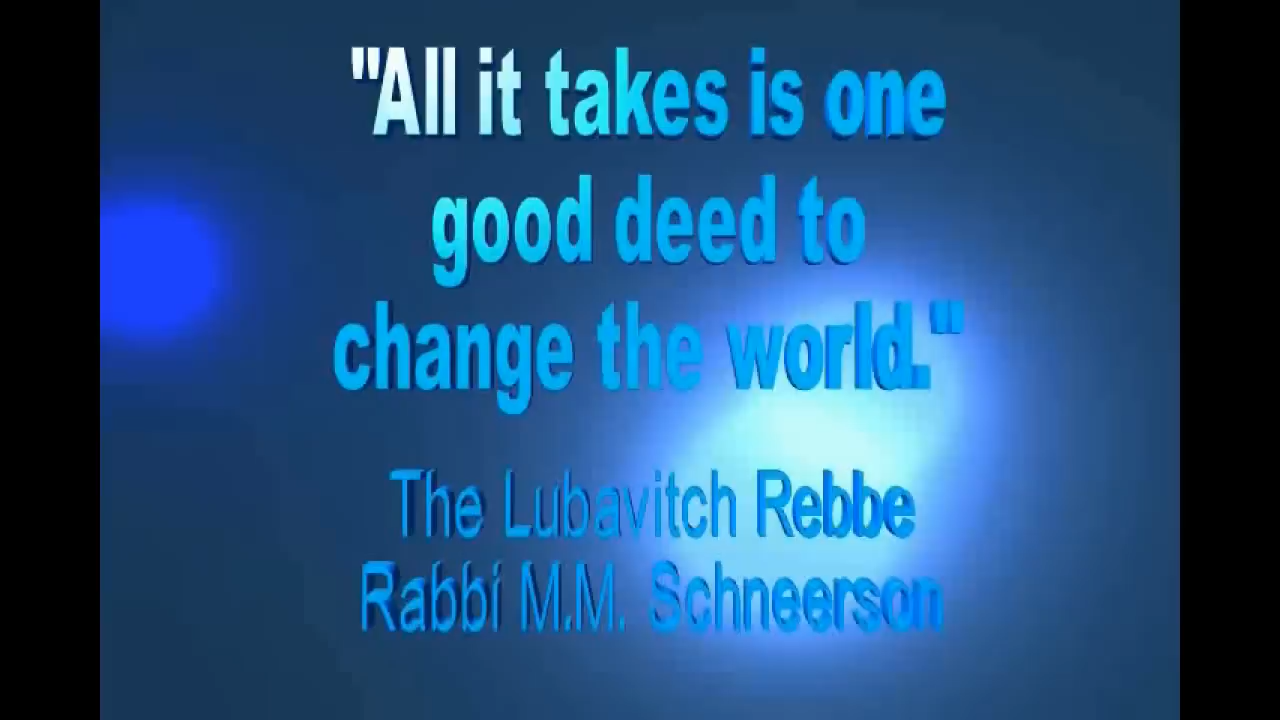 "All it takes is one
good deed to
change the world."
The Lubavitch Rebbe
Rabbi M.M. Schneerson